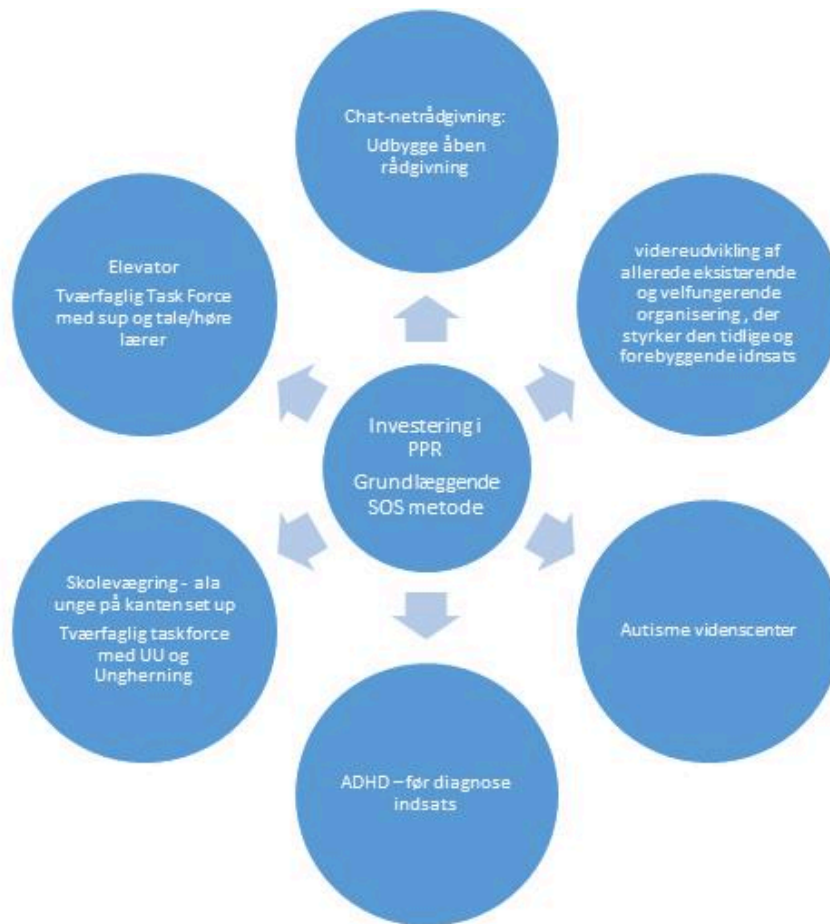 Chat-netrådgivning:
Udbygge åben
rådgivning
videreudvikling af
allerede eksisterende
og velfungerende
organisering , der
styrker den tidlige og
forebyggende idnsats
Autisme videnscenter
ADHD – før diagnose
indsats
Skolevægring - ala
unge på kanten set up
Tværfaglig taskforce
med UU og
Ungherning
Elevator
Tværfaglig Task Force
med sup og tale/høre
lærer
Investering i
PPR
Grundlæggende
SOS metode